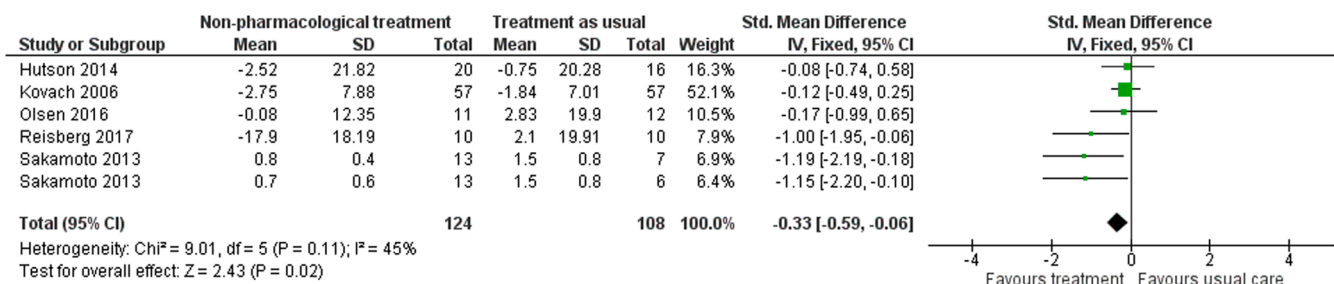 Non-pharmacological treatment Treatment as usual Std. Mean Difference Std. Mean Difference
Study or Subgroup Mean SD Total Mean SD Total Weight IV, Fixed, 95% CI IV, Fixed, 95% CI
Hutson 2014 -2.52 21.82 20 -0.75 20.28 16 16.3% -0.08 [-0.74, 0.58]
Kovach 2006 -2.75 7.88 57 -1.84 7.01 57 52.1% -0.12 [-0.49, 0.25]
Olsen 2016 -0.08 12.35 11 2.83 19.9 12 10.5% -0.17 [-0.99, 0.65]
Reisberg 2017 -17.9 18.19 10 2.1 19.91 10 7.9% -1.00 [-1.95, -0.06]
Sakamoto 2013 0.8 0.4 13 1.5 0.8 7 6.9% -1.19 [-2.19, -0.18]
Sakamoto 2013 0.7 0.6 13 1.5 0.8 6 6.4% -1.15 [-2.20, -0.10]
Total (95% CI) 124 108 100.0% -0.33 [-0.59, -0.06]
Heterogeneity: Chi² = 9.01, df = 5 (P = 0.11); I² = 45%
Test for overall effect: Z = 2.43 (P = 0.02)
-4 -2 0 2 4
Favours treatment Favours usual care